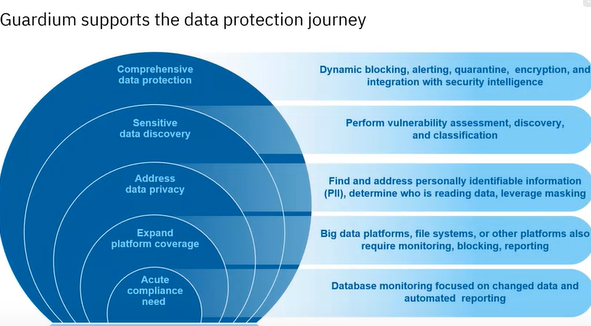 Guardium supports the data protection journey
Comprehensive
data protection
Dynamic blocking, alerting, quarantine, encryption, and
integration with security intelligence
Sensitive
data discovery
Perform vulnerability assessment, discovery,
and classification
Address
data privacy
Find and address personally identifiable information
(PII), determine who is reading data, leverage masking
Expand
platform coverage
Big data platforms, file systems, or other platforms also
require monitoring, blocking, reporting
Acute
compliance
need
Database monitoring focused on changed data and
automated reporting